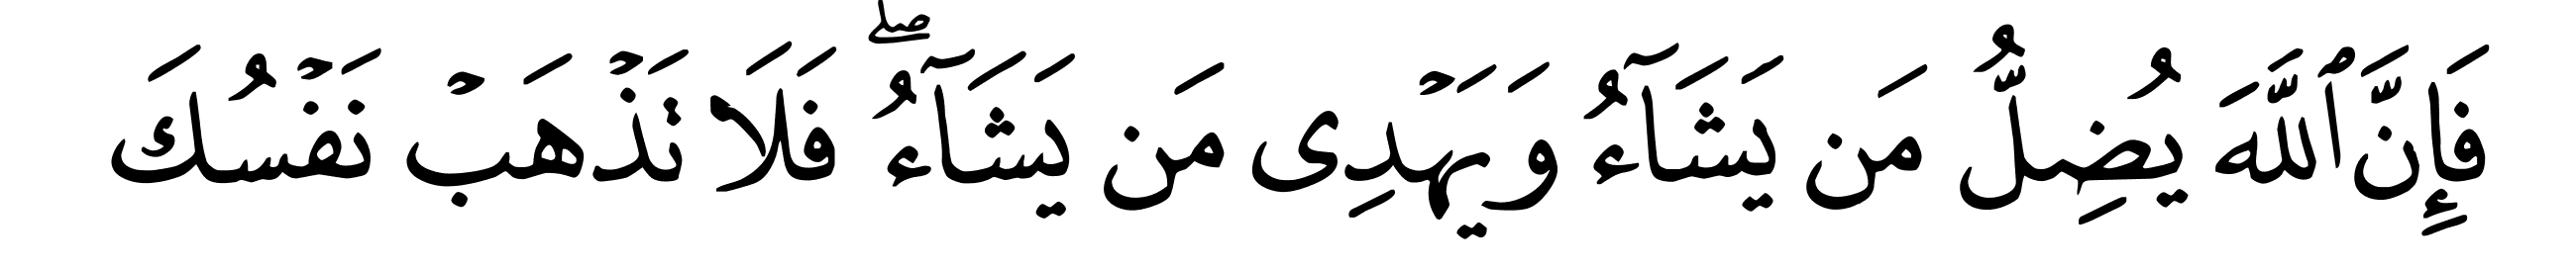 فَإِنَّ ٱللَّهَ يُضِلُّ مَن يَشَآءُ وَيَهۡدِى مَن يَشَآءُۖ فَلَا تَذۡهَبۡ نَفۡسُكَ